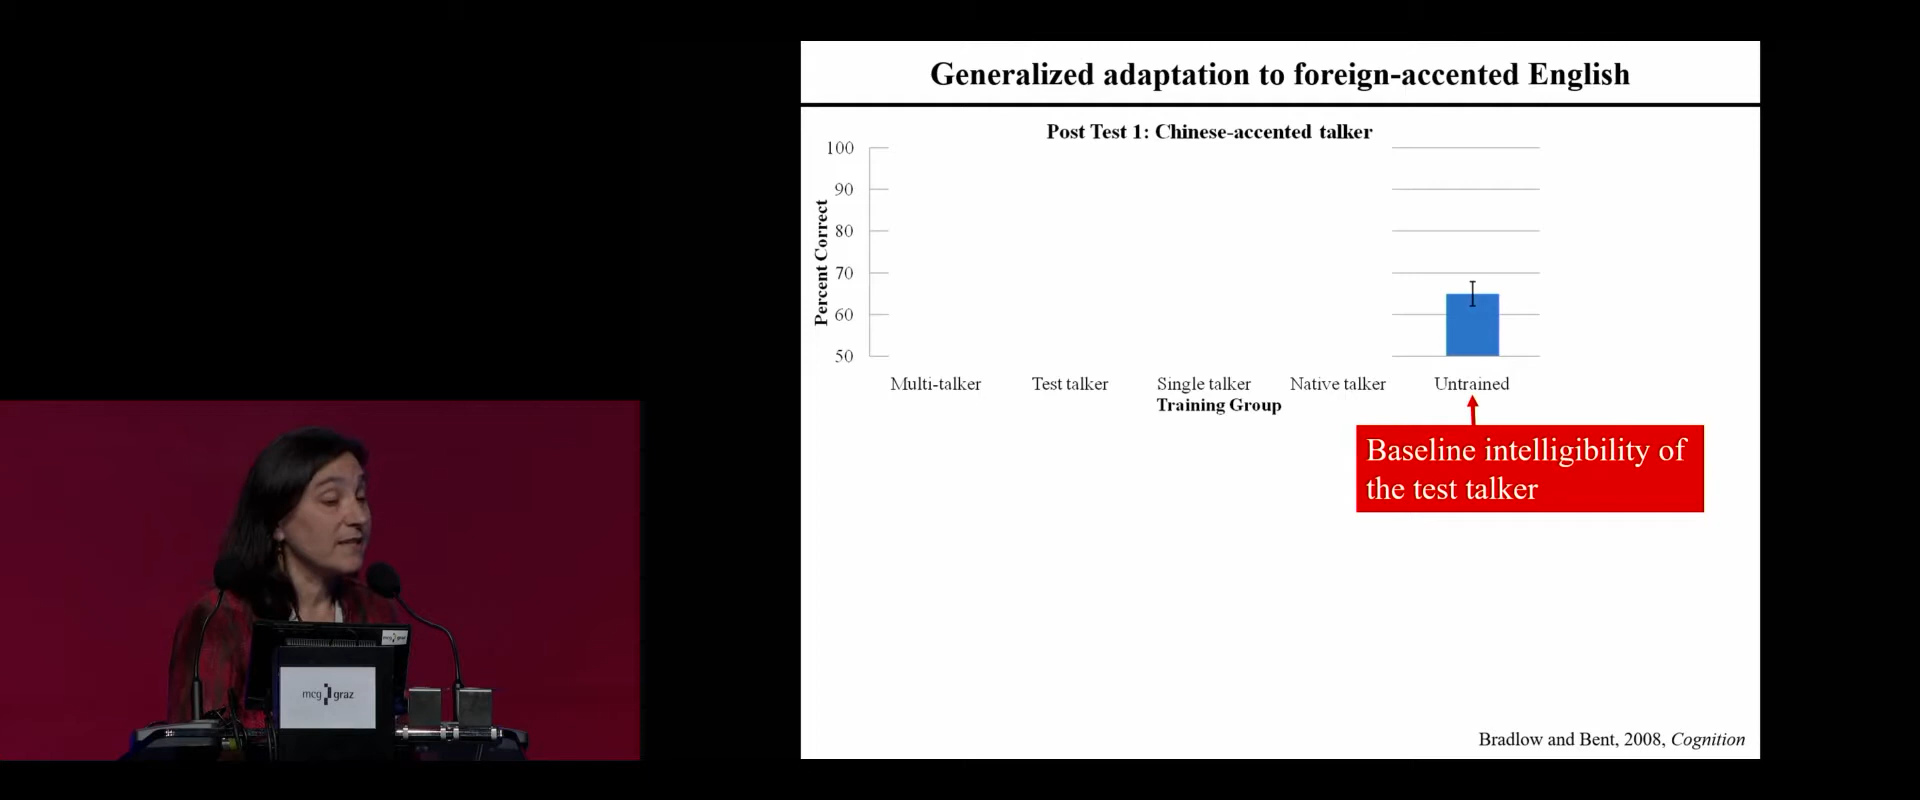 Generalized adaptation to foreign-accented English
Post Test 1: Chinese-accented talker
Percent Correct
100
90
80
70
60
50
Multi-talker Test talker Single talker Native talker Untrained
Training Group
Baseline intelligibility of
the test talker
mcg graz
Bradlow and Bent, 2008, Cognition